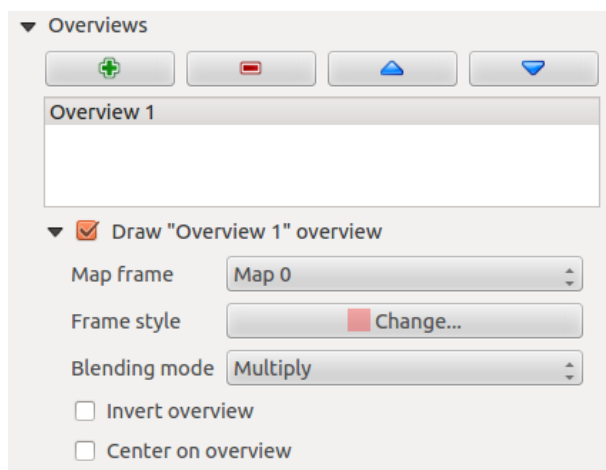 Overviews
Overview 1
Draw "Overview 1" overview
Map frame Map 0
Frame style Change...
Blending mode Multiply
Invert overview
Center on overview